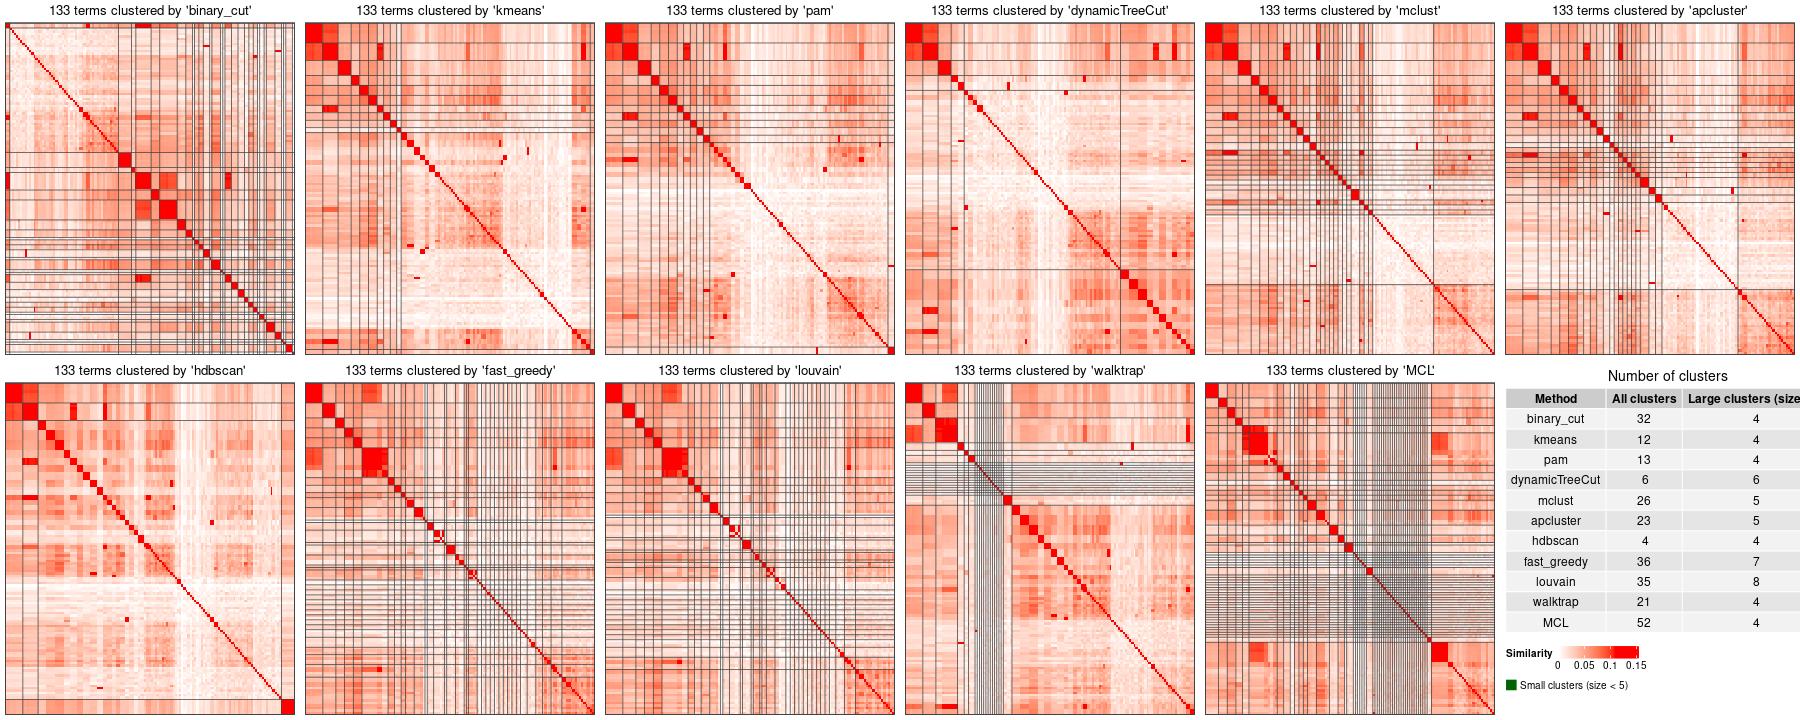 133 terms clustered by 'binary_cut'
133 terms clustered by 'kmeans'
133 terms clustered by 'pam'
133 terms clustered by 'dynamicTreeCut'
133 terms clustered by 'mclust'
133 terms clustered by 'apcluster'
133 terms clustered by 'hdbscan'
133 terms clustered by 'fast_greedy'
133 terms clustered by 'louvain'
133 terms clustered by 'walktrap'
133 terms clustered by 'MCL'
Number of clusters
Method All clusters Large clusters (size
binary_cut 32 4
kmeans 12 4
pam 13 4
dynamicTreeCut 6 6
mclust 26 5
apcluster 23 5
hdbscan 4 4
fast_greedy 36 7
louvain 35 8
walktrap 21 4
MCL 52 4
Similarity
0 0.05 0.1 0.15
Small clusters (size < 5)